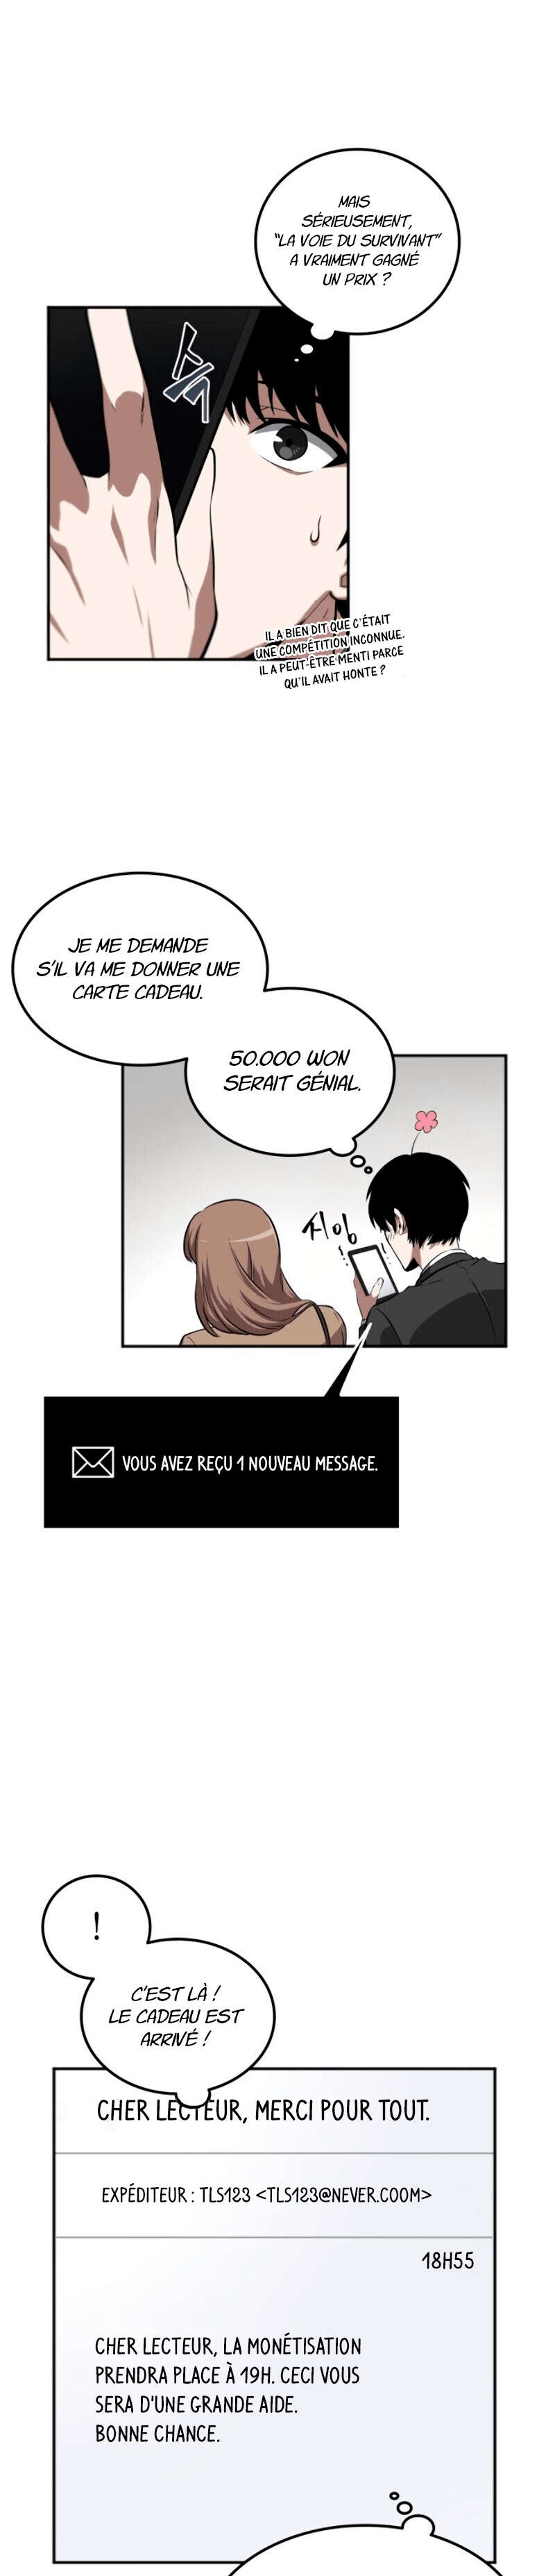 MAIS
SÉRIEUSEMENT,
"LA VOIE DU SURVIVANT"
A VRAIMENT GAGNÉ
UN PRIX ?
IL A BIEN DIT QUE C'ÉTAIT
UNE COMPÉTITION INCONNUE.
IL A PEUT-ÊTRE MENTI PARCE
QU'IL AVAIT HONTE ?
JE ME DEMANDE
S'IL VA ME DONNER UNE
CARTE CADEAU.
50.000 WON
SERAIT GÉNIAL.
지이잉
VOUS AVEZ REÇU 1 NOUVEAU MESSAGE.
!
C'EST LÀ !
LE CADEAU EST
ARRIVÉ !
CHER LECTEUR, MERCI POUR TOUT.
EXPÉDITEUR : TLS123 <TLS123@NEVER.COOM>
18H55
CHER LECTEUR, LA MONÉTISATION
PRENDRA PLACE À 19H. CECI VOUS
SERA D'UNE GRANDE AIDE.
BONNE CHANCE.